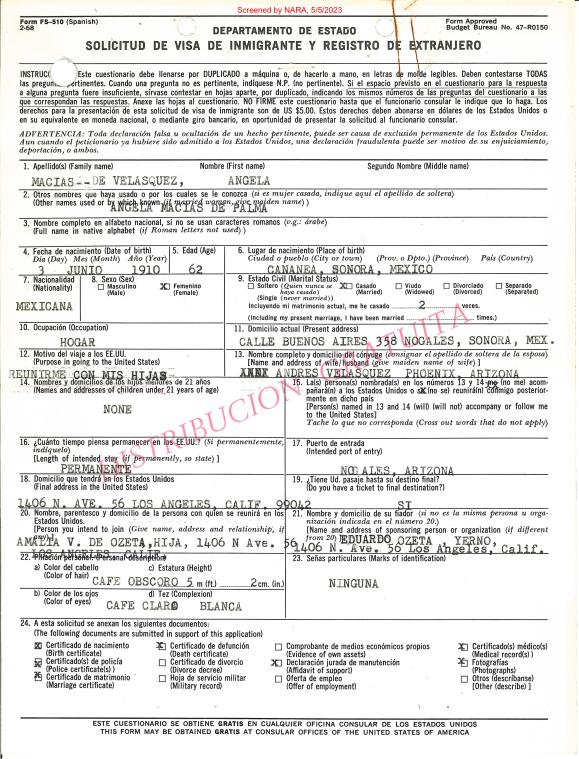 Screened by NARA, 5/5/2023
Form FS-510 (Spanish)
2-68
Form Approved
Budget Bureau No. 47-R0150
DEPARTAMENTO DE ESTADO
SOLICITUD DE VISA DE INMIGRANTE Y REGISTRO DE EXTRANJERO
Este cuestionario debe llenarse por DUPLICADO a máquina o, de hacerlo a mano, en letras de molde legibles. Deben contestarse TODAS
las pertinentes. Cuando una pregunta no es pertinente, indíquese N.P. (no pertinente). Si el espacio previsto en el cuestionario para la respuesta
a alguna pregunta fuere insuficiente, sírvase contestar en hojas aparte, por duplicado, indicando los mismos números de las preguntas del cuestionario a las
que correspondan las respuestas. Anexe las hojas al cuestionario. NO FIRME este cuestionario hasta que el funcionario consular le indique que lo haga. Los
derechos para la presentación de esta solicitud de visa de inmigrante son de US $5.00. Estos derechos deben abonarse en dólares de los Estados Unidos o
en su equivalente en moneda nacional, o mediante giro bancario, en oportunidad de presentar la solicitud al funcionario consular.
ADVERTENCIA: Toda declaración falsa u ocultación de un hecho pertinente, puede ser causa de exclusión permanente de los Estados Unidos.
Aun cuando el peticionario ya hubiere sido admitido a los Estados Unidos, una declaración fraudulenta puede ser motivo de su enjuiciamiento,
deportación, o ambos.
1. Apellido(s) (Family name) Nombre (First name) Segundo Nombre (Middle name)
MACIAS--DE VELASQUEZ, ANGELA
2. Otros nombres que haya usado o por los cuales se le conozca (si es mujer casada, indique aquí el apellido de soltera)
(Other names used or by which known (if married woman, give maiden name))
ANGELA MACIAS DE PALMA
3. Nombre completo en alfabeto nacional, si no se usan caracteres romanos (v.g.: árabe)
(Full name in native alphabet (if Roman letters not used))
4. Fecha de nacimiento (Date of birth)
Día (Day) Mes (Month) Año (Year)
3 JUNIO 1910
5. Edad (Age)
62
6. Lugar de nacimiento (Place of birth)
Ciudad o pueblo (City or town) (Prov. o Dpto.) (Province) País (Country)
CANANEA, SONORA, MEXICO
7. Nacionalidad
(Nationality)
MEXICANA
8. Sexo (Sex)
Masculino
(Male)
X Femenino
(Female)
9. Estado Civil (Marital Status)
Soltero (Quien nunca se haya casado)
(Single (never married))
X Casado
(Married)
Viudo
(Widowed)
Divorciado
(Divorced)
Separado
(Separated)
Incluyendo mi matrimonio actual, me he casado 2 veces.
(Including my present marriage, I have been married times.)
10. Occupación (Occupation)
HOGAR
11. Domicilio actual (Present address)
CALLE BUENOS AIRES 358 NOGALES, SONORA, MEX.
12. Motivo del viaje a los EE.UU.
(Purpose in going to the United States)
REUNIRME CON MIS HIJAS
13. Nombre completo y domicilio del cónyuge (consignar el apellido de soltera de la esposa)
(Name and address of wife/husband (give maiden name of wife))
XXXX ANDRES VELASQUEZ PHOENIX, ARIZONA
14. Nombres y domicilios de los hijos menores de 21 años
(Names and addresses of children under 21 years of age)
NONE
15. La(s) persona(s) nombrada(s) en los números 13 y 14 (no me) acom-
pañará(n) a los Estados Unidos o (no se) reunirá(n) conmigo posterior-
mente en dicho país
(Person(s) named in 13 and 14 (will) (will not) accompany or follow me
to the United States)
Tache lo que no corresponda (Cross out words that do not apply)
16. ¿Cuánto tiempo piensa permanecer en los EE.UU.? (Si permanentemente,
indíquelo)
[Length of intended stay (if permanently, so state) ]
PERMANENTE
17. Puerto de entrada
(Intended port of entry)
NOGALES, ARIZONA
18. Domicilio que tendrá en los Estados Unidos
(Final address in the United States)
1406 N. AVE. 56 LOS ANGELES, CALIF. 99042
19. ¿Tiene Ud. pasaje hasta su destino final?
(Do you have a ticket to final destination?)
SI
20. Nombre, parentesco y domicilio de la persona con quien se reunirá en los
Estados Unidos.
[Person you intend to join (Give name, address and relationship, if
any)]
AMALIA V. DE OZETA,HIJA, 1406 N Ave. 56
LOS ANGELES, CALIF.
21. Nombre y domicilio de su fiador (si no es la misma persona u orga-
nización indicada en el número 20.)
(Name and address of sponsoring person or organization (if different
from 20) EDUARDO OZETA, YERNO,
1406 N. Ave. 56 Los Angeles, Calif.
22. Filiación personal: (Personal description)
a) Color del cabello
(Color of hair)
CAFE OBSCORO
c) Estatura (Height)
5 m (ft.) 2 cm. (in.)
b) Color de los ojos
(Color of eyes)
CAFE CLARO
d) Tez (Complexion)
BLANCA
23. Señas particulares (Marks of identification)
NINGUNA
24. A esta solicitud se anexan los siguientes documentos:
(The following documents are submitted in support of this application)
X Certificado de nacimiento
(Birth certificate)
X Certificado(s) de policía
(Police certificate(s) )
X Certificado de matrimonio
(Marriage certificate)
X Certificado de defunción
(Death certificate)
Certificado de divorcio
(Divorce decree)
Hoja de servicio militar
(Military record)
Comprobante de medios económicos propios
(Evidence of own assets)
X Declaración jurada de manutención
(Affidavit of support)
Oferta de empleo
(Offer of employment)
X Certificado(s) médico(s)
(Medical record(s) )
X Fotografías
(Photographs)
Otros (descríbanse)
[Other (describe) ]
DISTRIBUCION GRATUITA
ESTE CUESTIONARIO SE OBTIENE GRATIS EN CUALQUIER OFICINA CONSULAR DE LOS ESTADOS UNIDOS
THIS FORM MAY BE OBTAINED GRATIS AT CONSULAR OFFICES OF THE UNITED STATES OF AMERICA